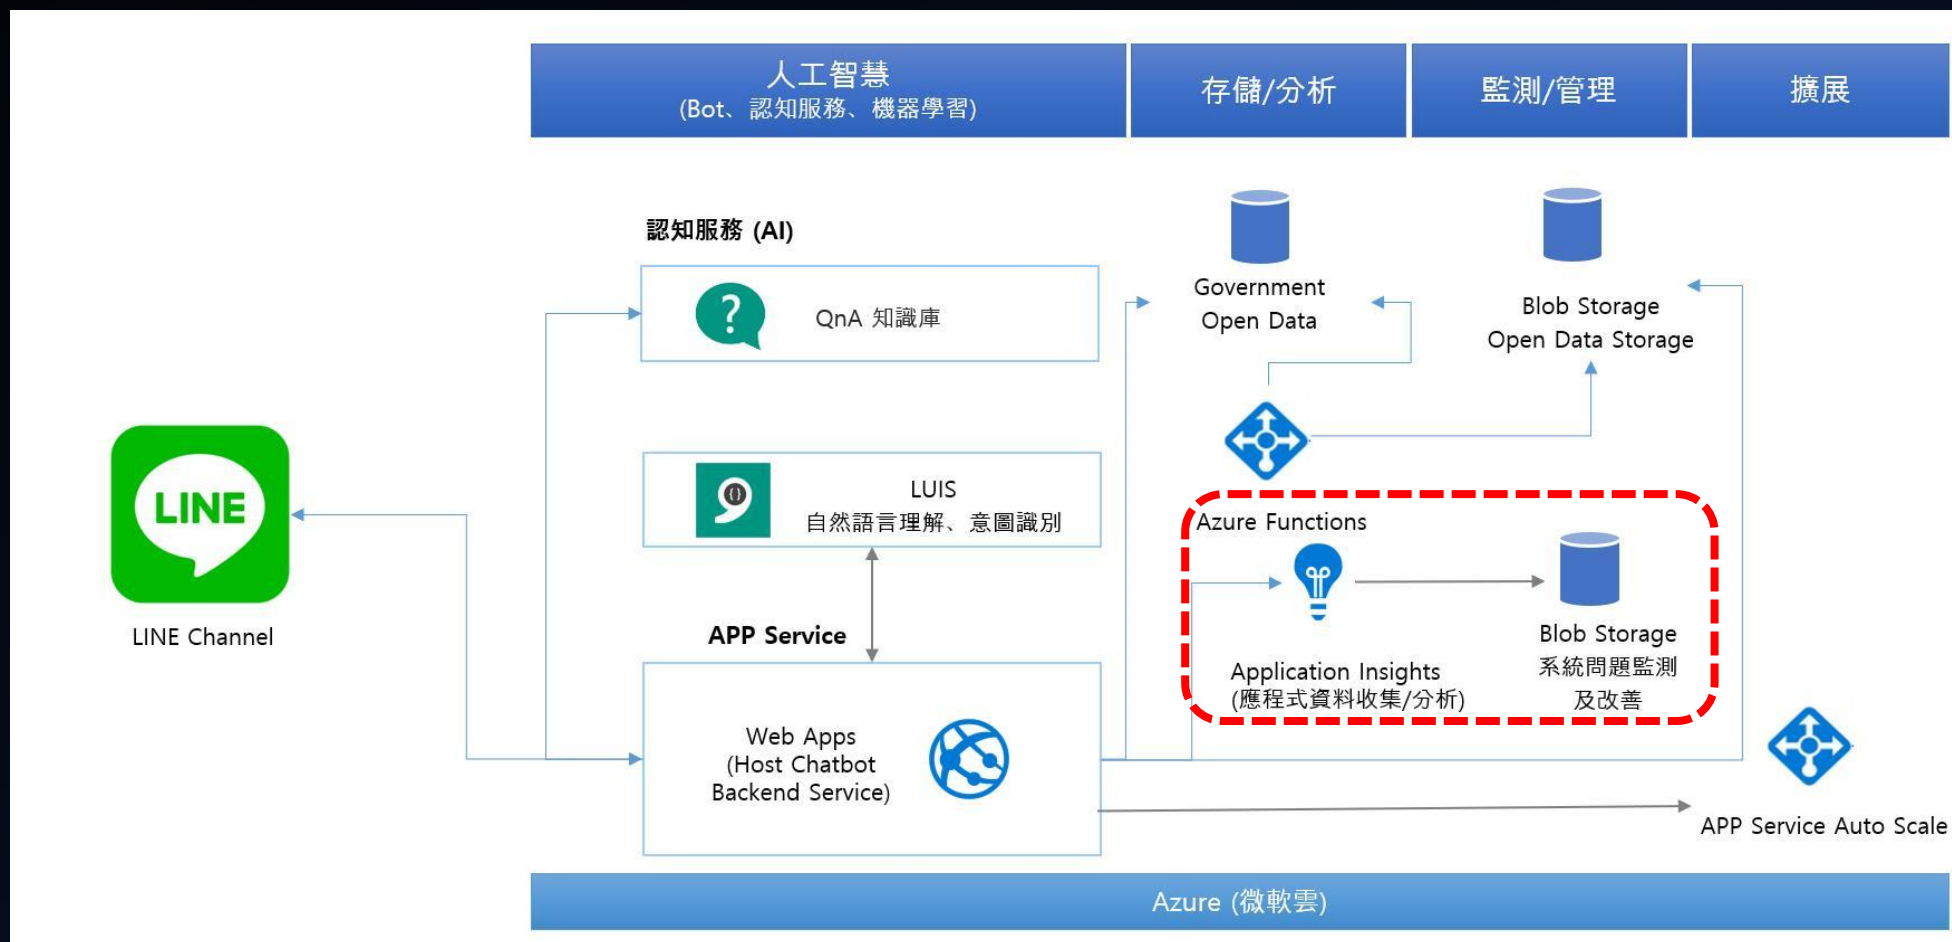 人工智慧
(Bot、認知服務、機器學習)
存儲/分析
監測/管理
擴展
認知服務 (AI)
?
QnA 知識庫
Government
Open Data
Blob Storage
Open Data Storage
LINE
LINE Channel
LUIS
自然語言理解、意圖識別
Azure Functions
APP Service
Application Insights
(應程式資料收集/分析)
Blob Storage
系統問題監測
及改善
Web Apps
(Host Chatbot
Backend Service)
APP Service Auto Scale
Azure (微軟雲)